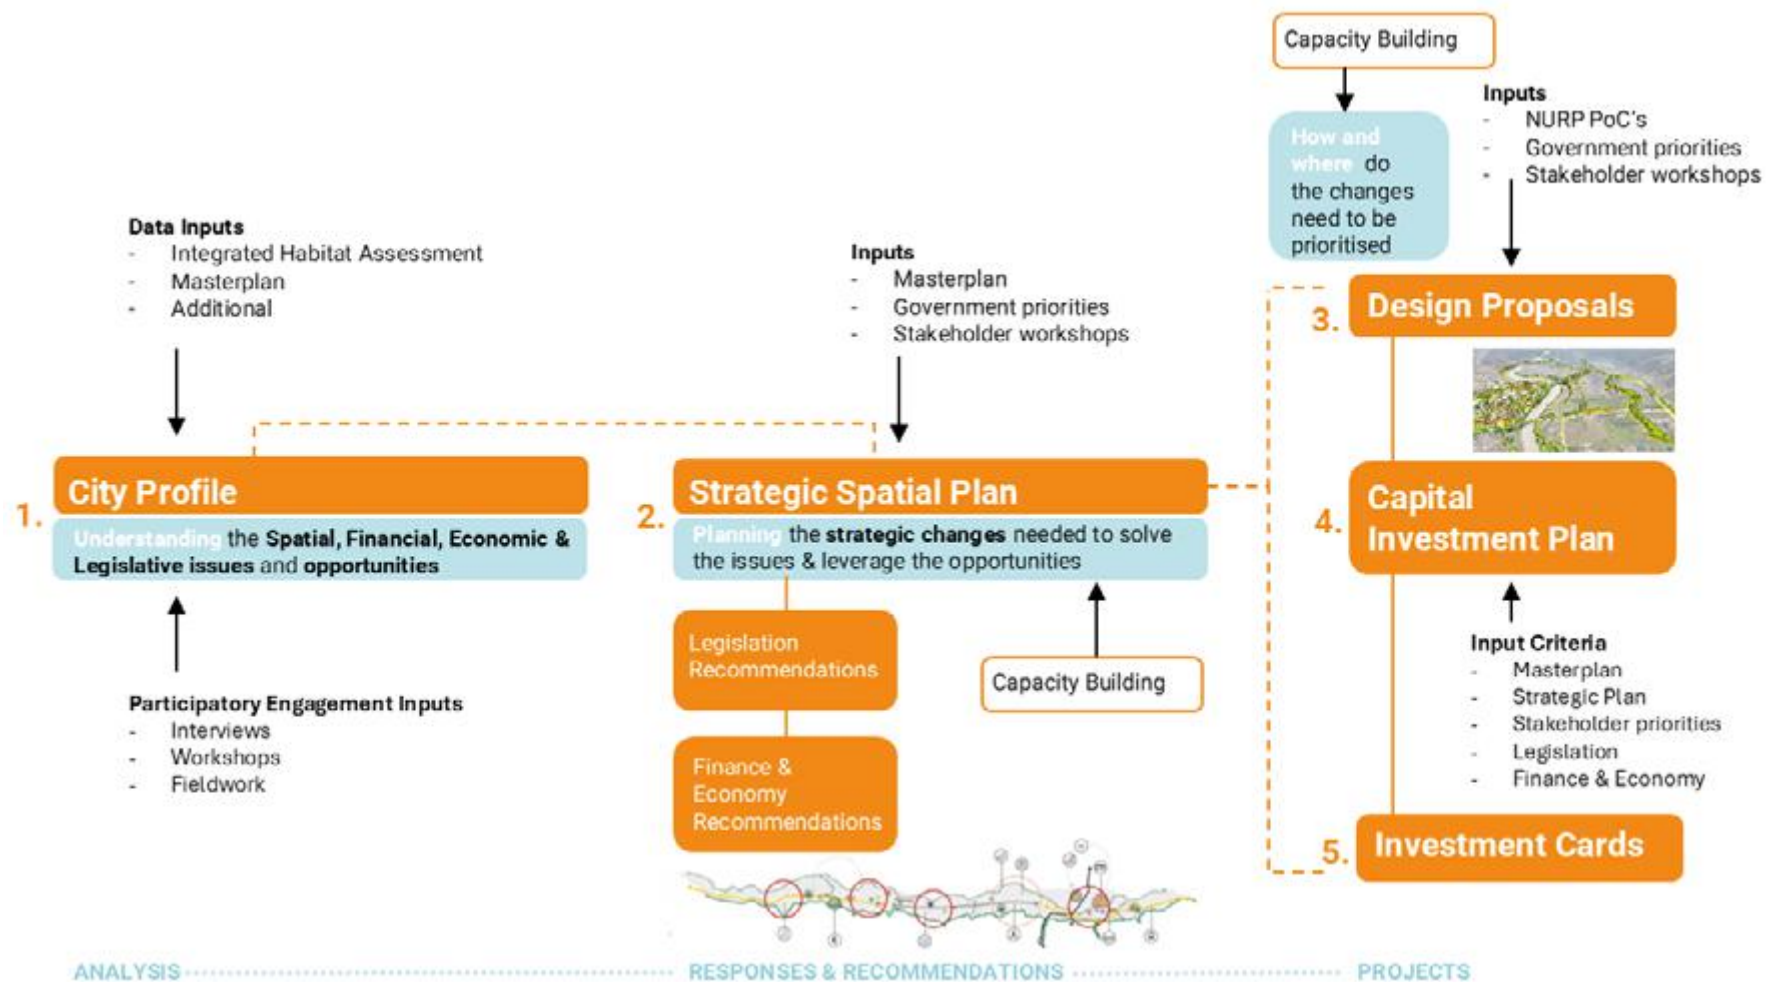 Capacity Building
How and
where do
the changes
need to be
prioritised
Inputs
- NURP PoC's
- Government priorities
- Stakeholder workshops
Data Inputs
- Integrated Habitat Assessment
- Masterplan
- Additional
Inputs
- Masterplan
- Government priorities
- Stakeholder workshops
1.
City Profile
Understanding the Spatial, Financial, Economic &
Legislative issues and opportunities
Participatory Engagement Inputs
- Interviews
- Workshops
- Fieldwork
2.
Strategic Spatial Plan
Planning the strategic changes needed to solve
the issues & leverage the opportunities
Legislation
Recommendations
Finance &
Economy
Recommendations
Capacity Building
3.
Design Proposals
4.
Capital
Investment Plan
Input Criteria
- Masterplan
- Strategic Plan
- Stakeholder priorities
- Legislation
- Finance & Economy
5.
Investment Cards
ANALYSIS
RESPONSES & RECOMMENDATIONS
PROJECTS